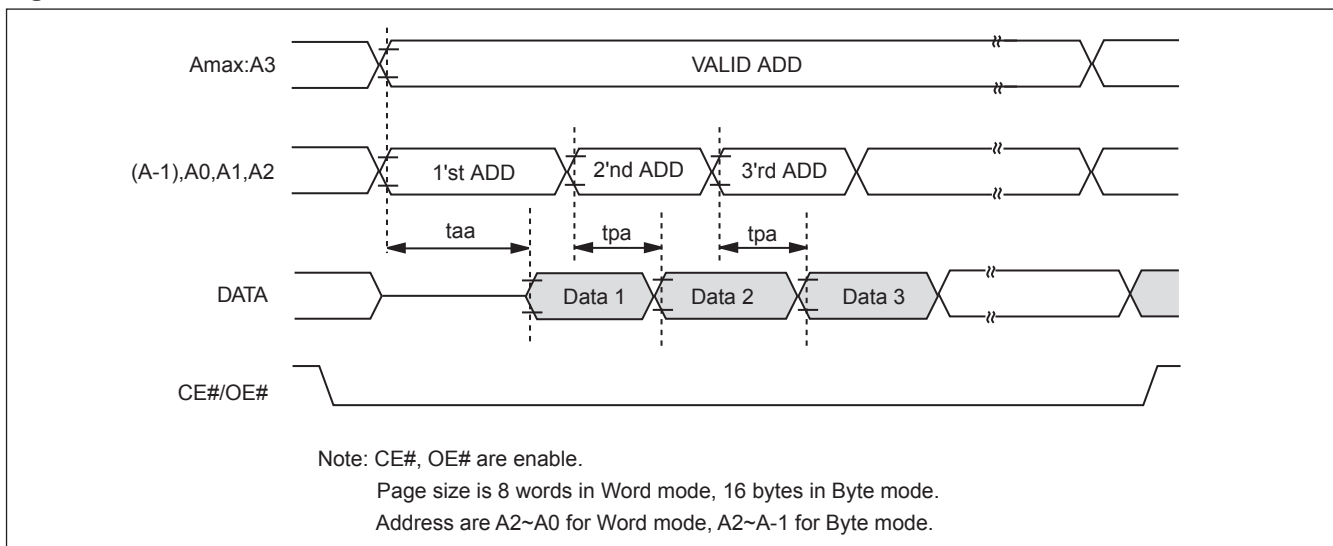 Amax:A3
VALID ADD
(A-1),A0,A1,A2
1'st ADD
2'nd ADD
3'rd ADD
taa
tpa
tpa
DATA
Data 1
Data 2
Data 3
CE#/OE#
Note: CE#, OE# are enable.
Page size is 8 words in Word mode, 16 bytes in Byte mode.
Address are A2~A0 for Word mode, A2~A-1 for Byte mode.